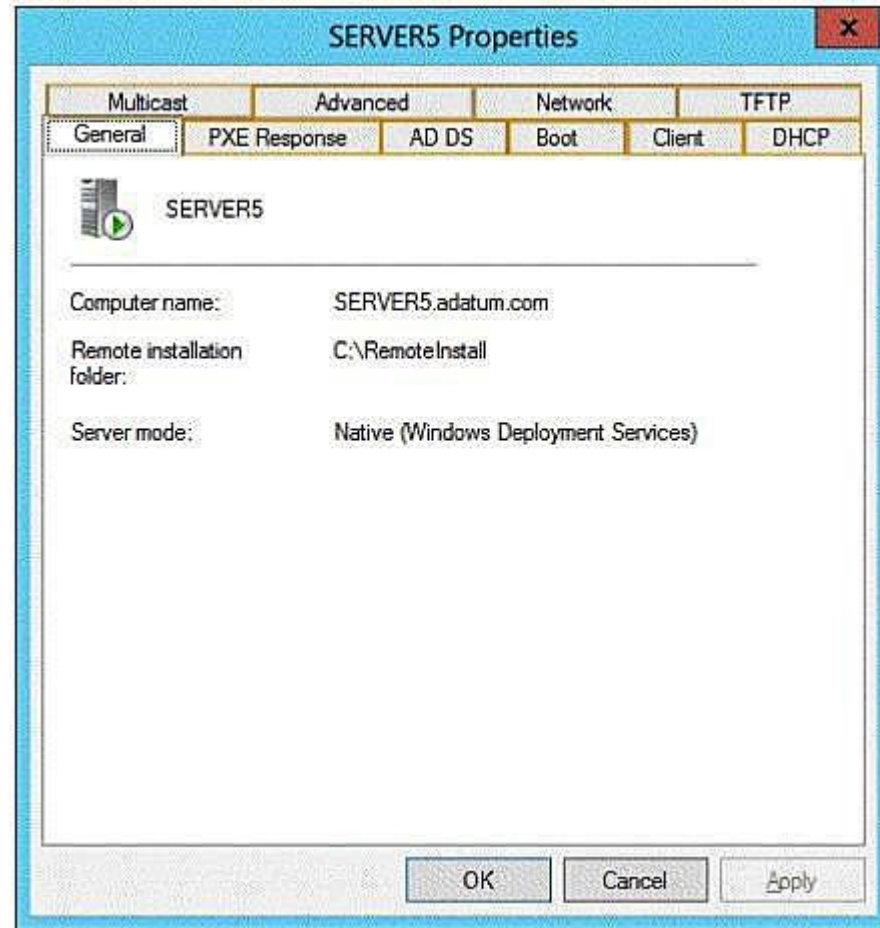 SERVER5 Properties
x
Multicast Advanced Network TFTP
General PXE Response AD DS Boot Client DHCP
SERVER5
Computer name: SERVER5.adatum.com
Remote installation C:\RemoteInstall
folder:
Server mode: Native (Windows Deployment Services)
OK Cancel Apply